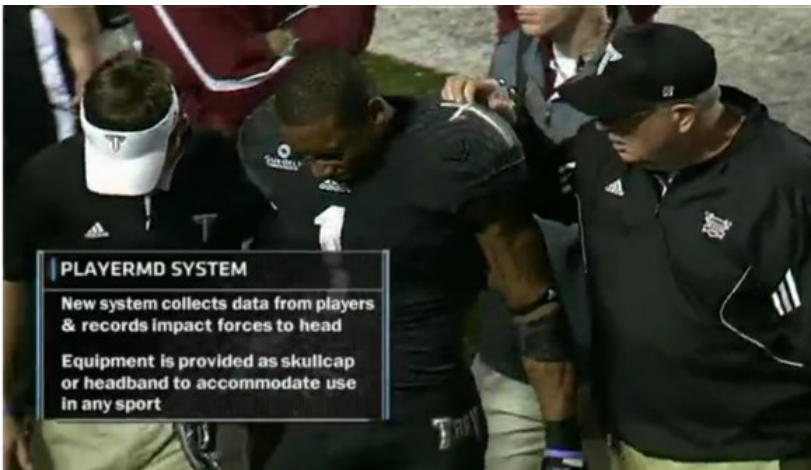 T
T
1
PLAYERMD SYSTEM
New system collects data from players
& records impact forces to head
Equipment is provided as skullcap
or headband to accommodate use
in any sport